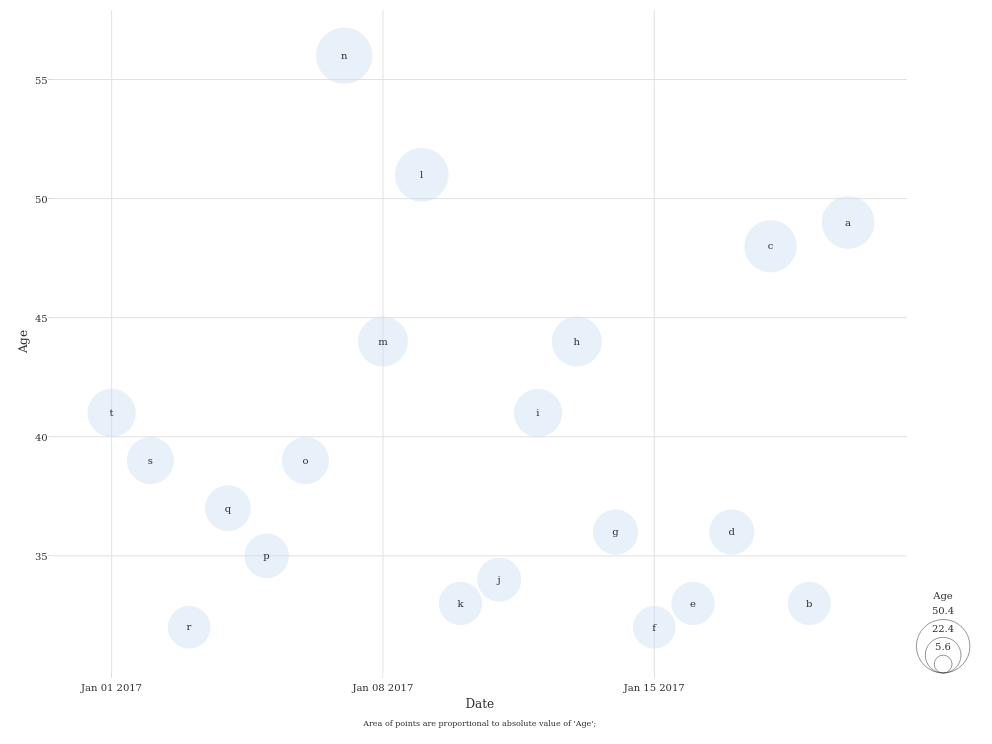 n
55
l
50
a
c
45
Age
m
h
t
i
40
s
o
q
g
d
p
35
j
k
e
b
r
f
Age
50.4
22.4
5.6
Jan 01 2017
Jan 08 2017
Jan 15 2017
Date
Area of points are proportional to absolute value of 'Age';